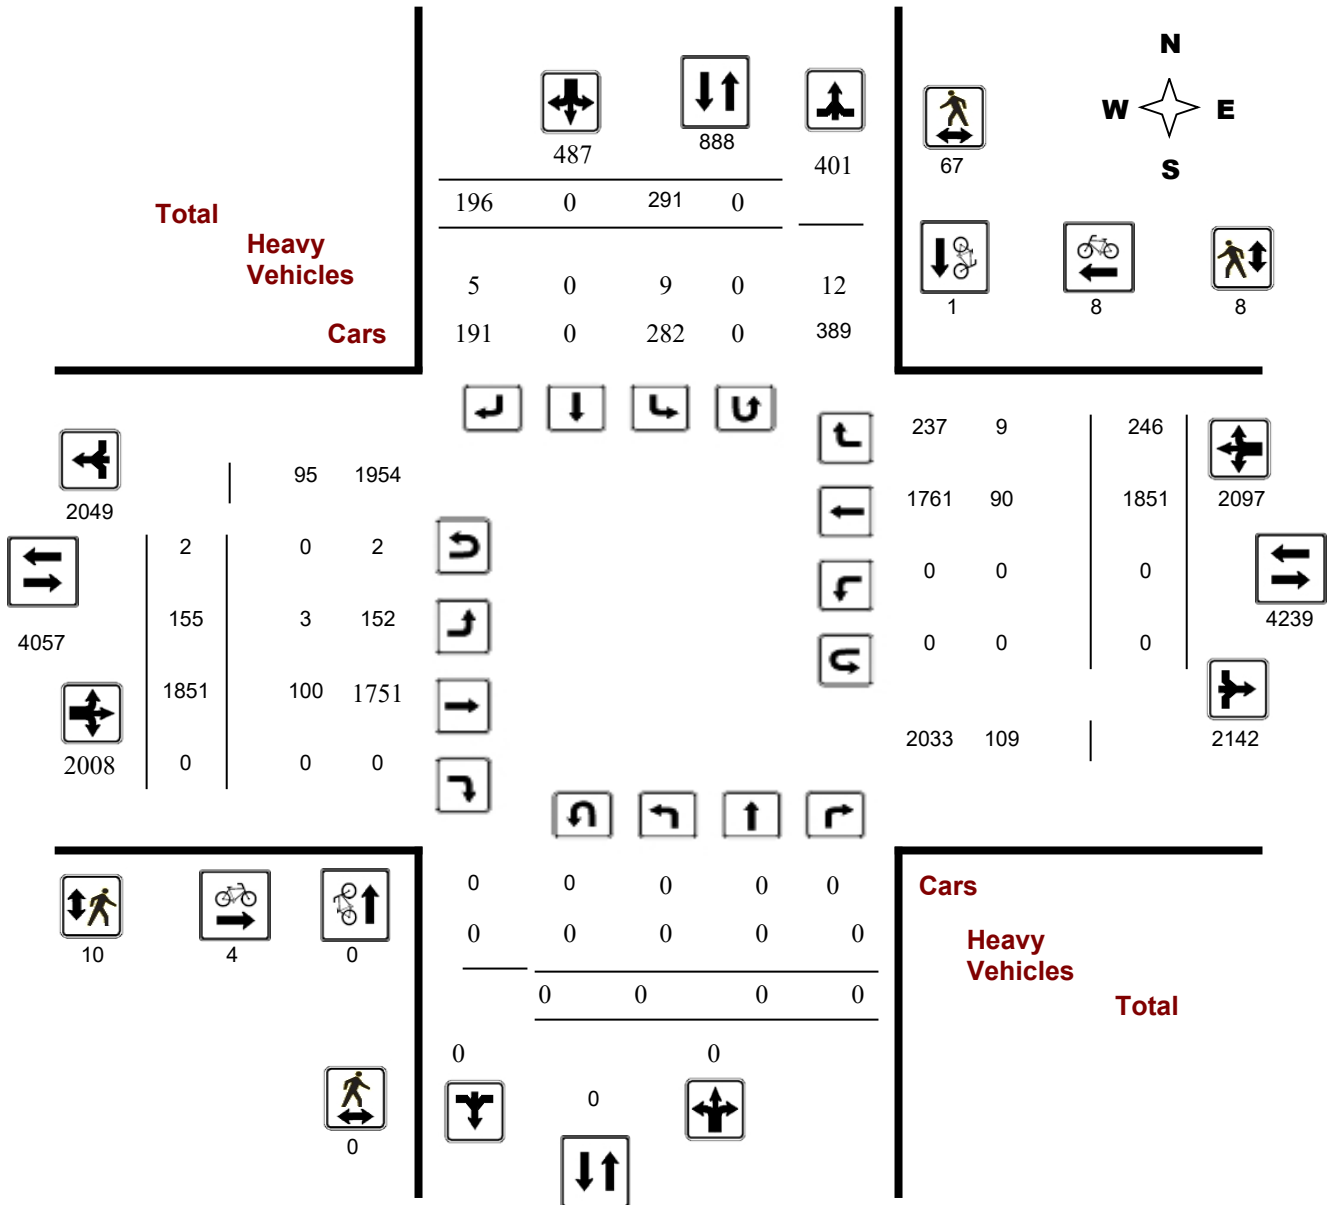 N
W E
S
487 888 401 67
196 0 291 0
Total
Heavy
Vehicles
5 0 9 0 12
Cars
191 0 282 0 389
1 8 8
237 9 246
95 1954
2049
1761 90 1851 2097
2 0 2
0 0 0
155 3 152
4057
4239
0 0 0
1851 100 1751
2008 0 0 0
2033 109 2142
0 0 0 0 0
Cars
0 0 0 0 0
10 4 0
Heavy
Vehicles
0 0 0 0
Total
0 0
0
0